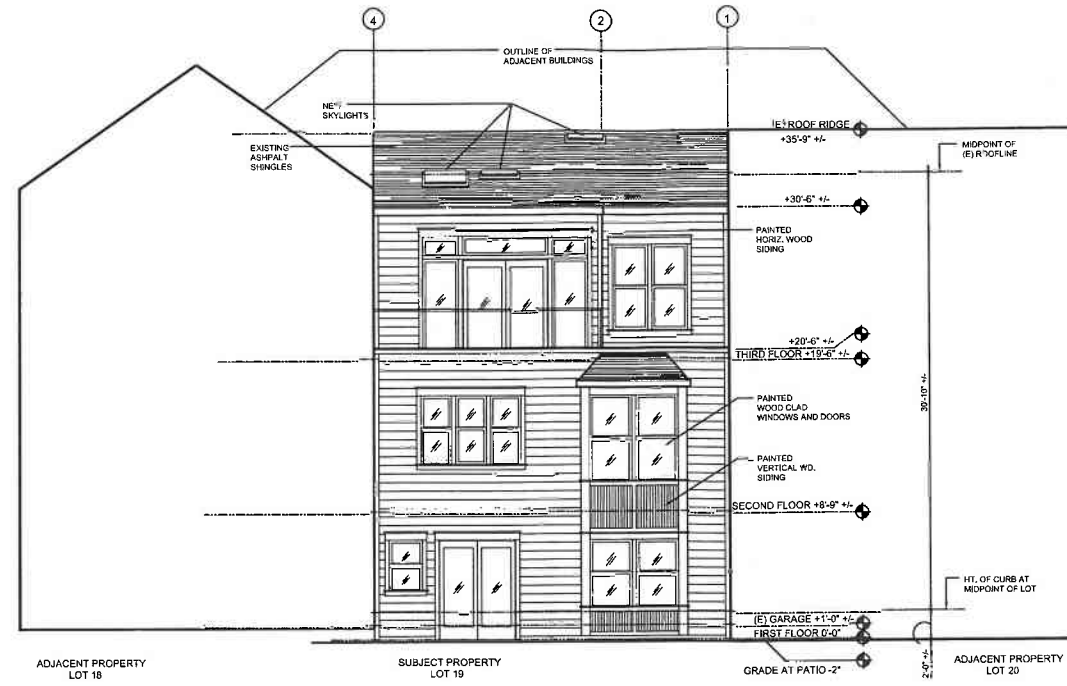 4
2
1
OUTLINE OF
ADJACENT BUILDINGS
SKYLIGHTS
EXISTING
ASHPALT
SHINGLES
(E) ROOF RIDGE
+35'-9" +/-
MIDPOINT OF
(E) ROOFLINE
+30'-6" +/-
PAINTED
HORIZ. WOOD
SIDING
+20'-6" +/-
THIRD FLOOR +19'-6" +/-
30'-10" +/-
PAINTED
WOOD CLAD
WINDOWS AND DOORS
PAINTED
VERTICAL WD.
SIDING
SECOND FLOOR +8'-9" +/-
HT. OF CURB AT
MIDPOINT OF LOT
(E) GARAGE +1'-0" +/-
FIRST FLOOR 0'-0"
GRADE AT PATIO -2"
2'-0" +/-
ADJACENT PROPERTY
LOT 18
SUBJECT PROPERTY
LOT 19
ADJACENT PROPERTY
LOT 20